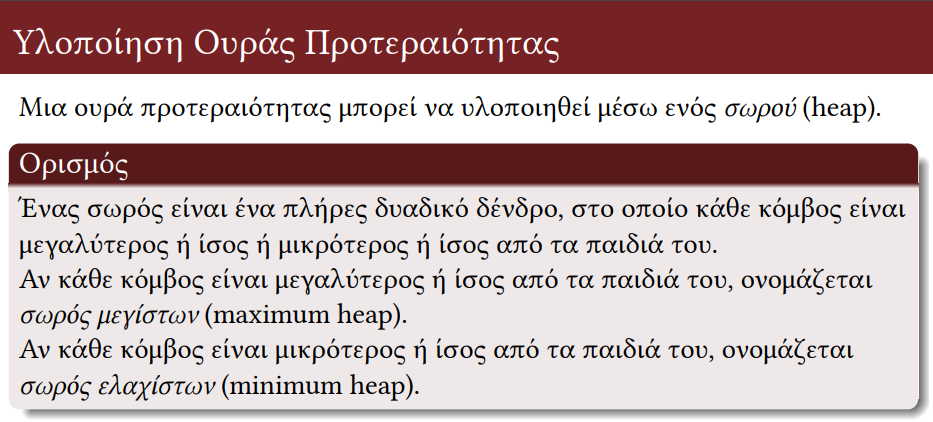 Υλοποίηση Ουράς Προτεραιότητας
Μια ουρά προτεραιότητας μπορεί να υλοποιηθεί μέσω ενός σωρού (heap).
Ορισμός
Ένας σωρός είναι ένα πλήρες δυαδικό δένδρο, στο οποίο κάθε κόμβος είναι
μεγαλύτερος ή ίσος ή μικρότερος ή ίσος από τα παιδιά του.
Αν κάθε κόμβος είναι μεγαλύτερος ή ίσος από τα παιδιά του, ονομάζεται
σωρός μεγίστων (maximum heap).
Αν κάθε κόμβος είναι μικρότερος ή ίσος από τα παιδιά του, ονομάζεται
σωρός ελαχίστων (minimum heap).